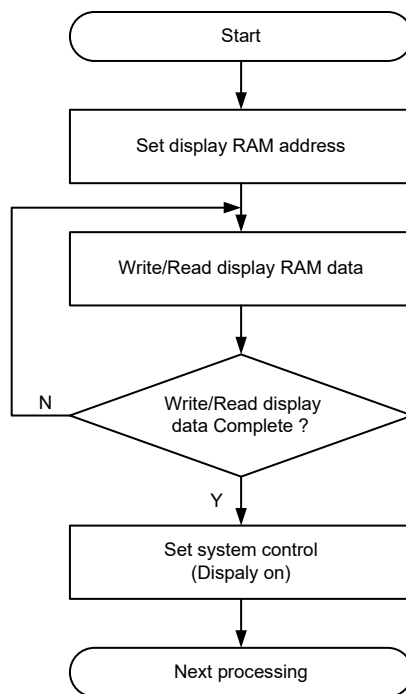 Start
Set display RAM address
Write/Read display RAM data
Write/Read display
data Complete ?
N
Y
Set system control
(Dispaly on)
Next processing